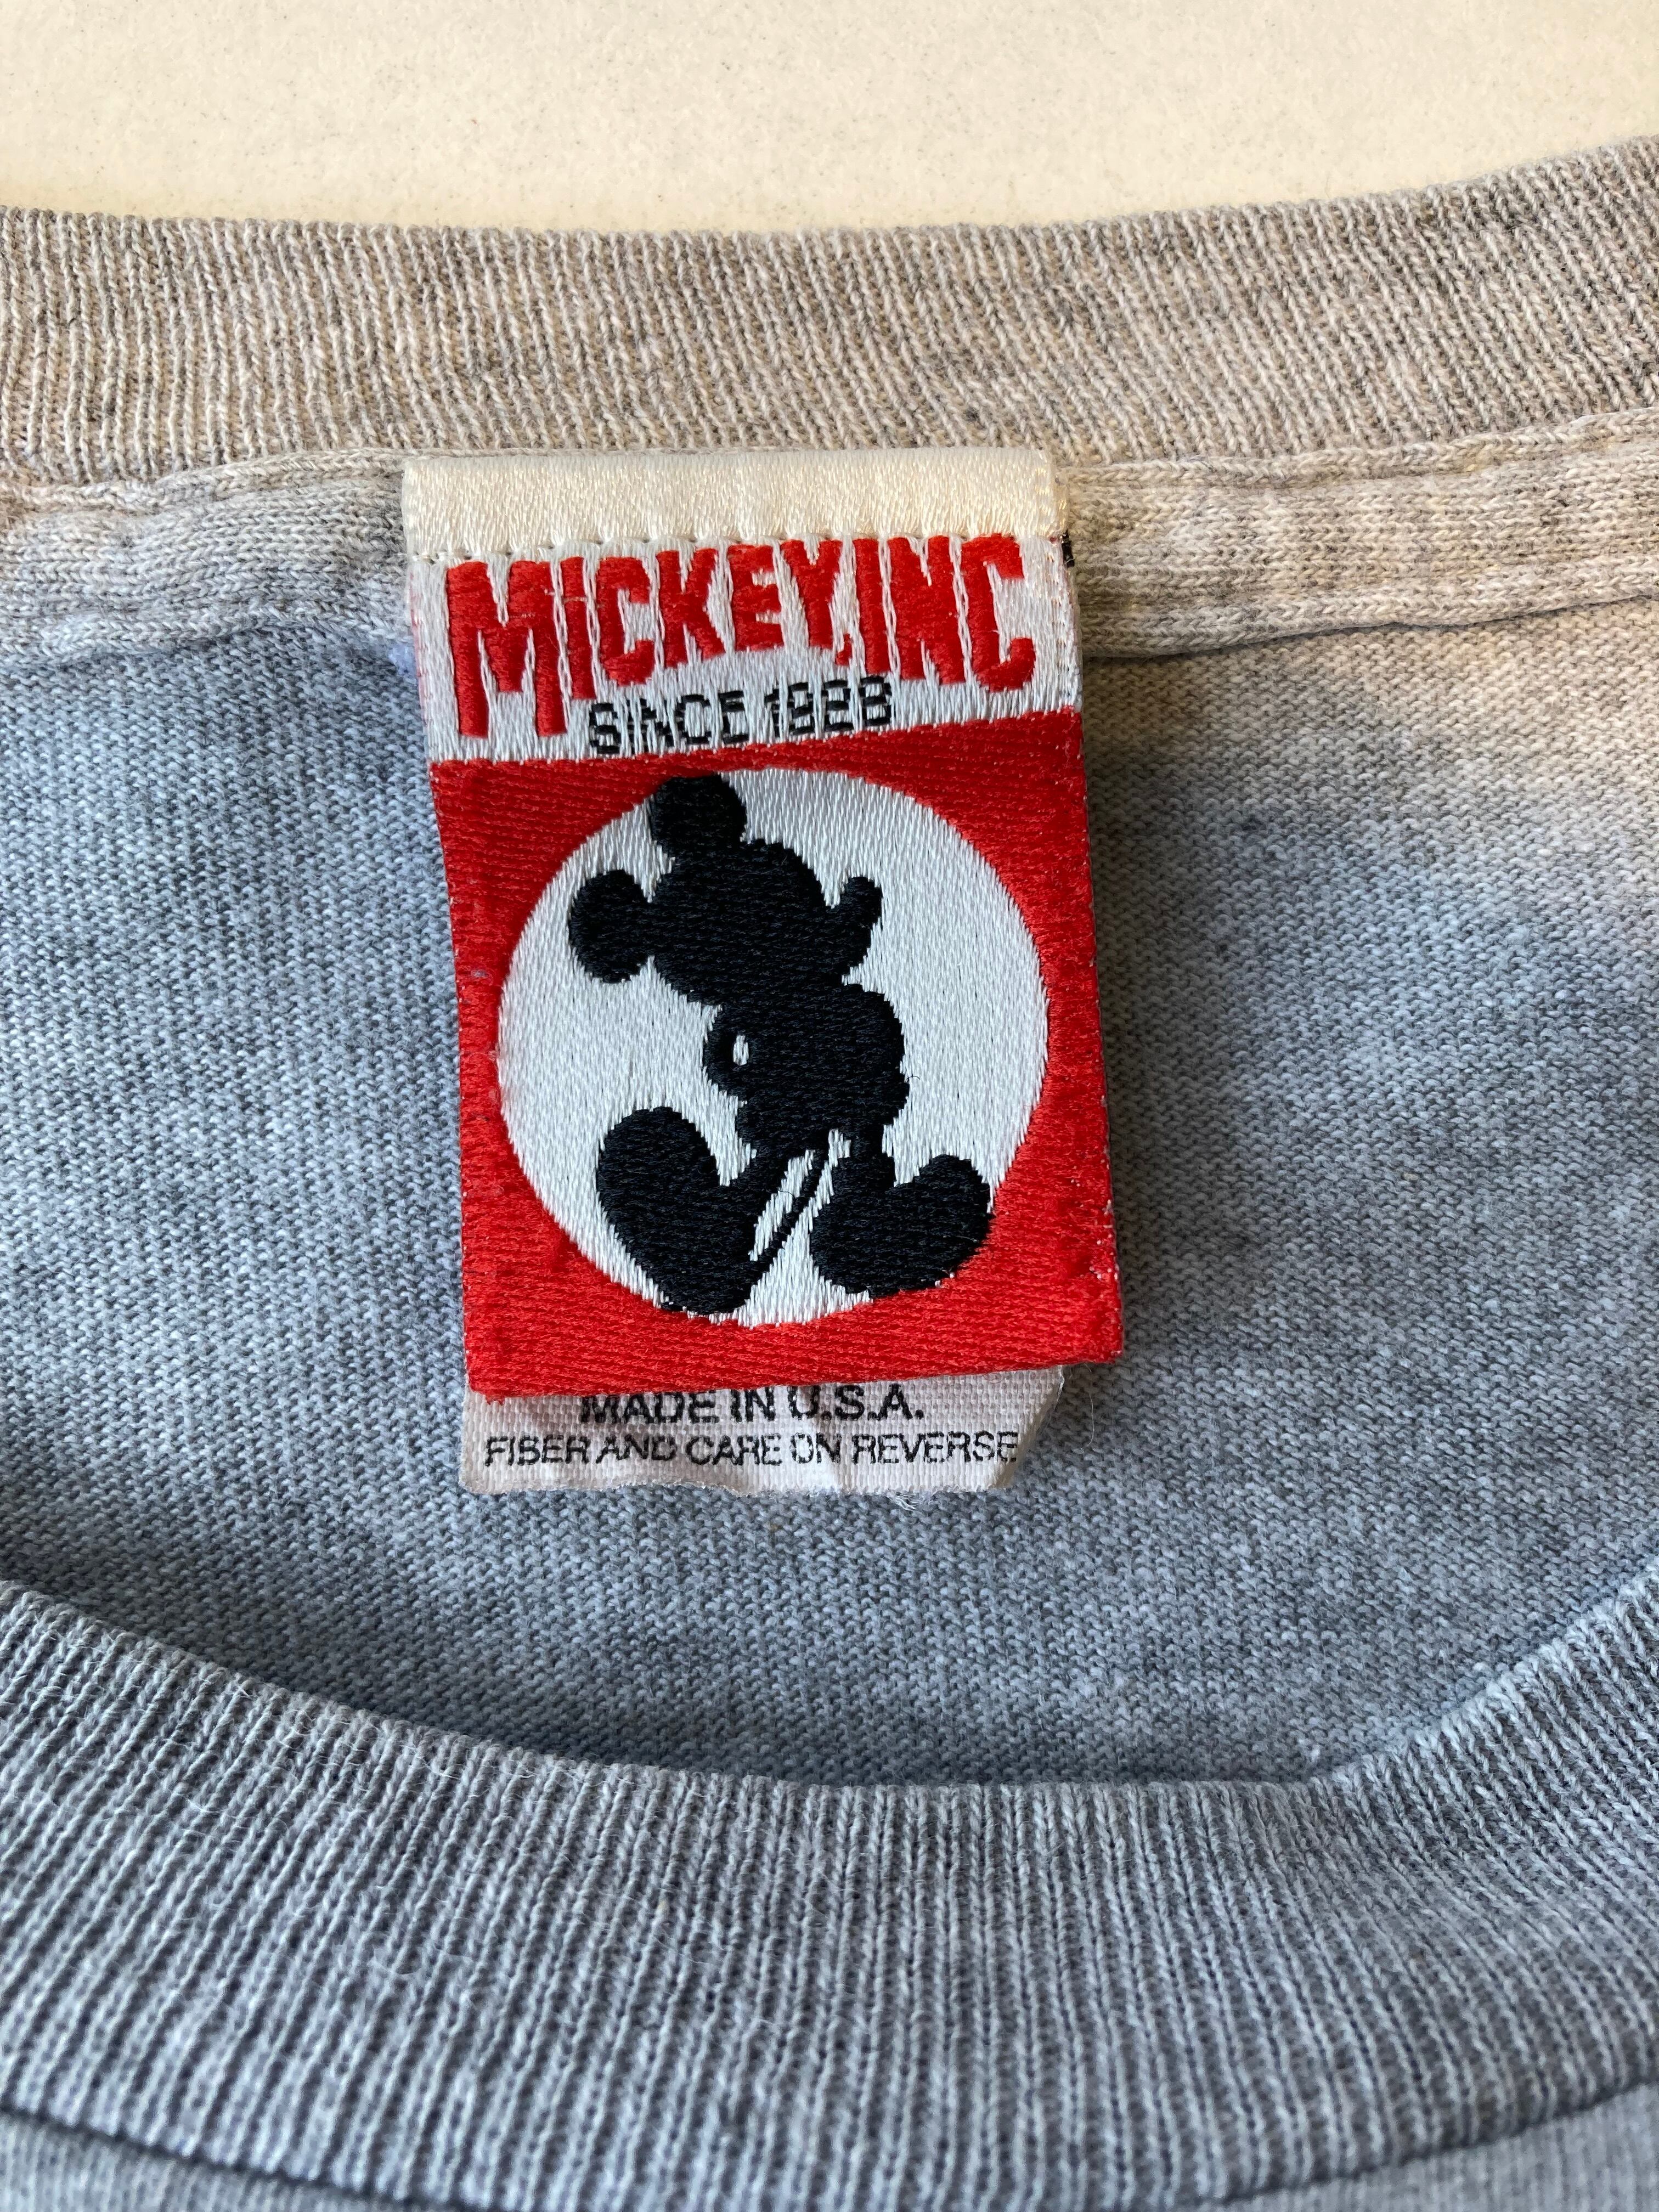 MICKEY, INC
SINCE 1928
MADE IN U.S.A.
FIBER AND CARE ON REVERSE